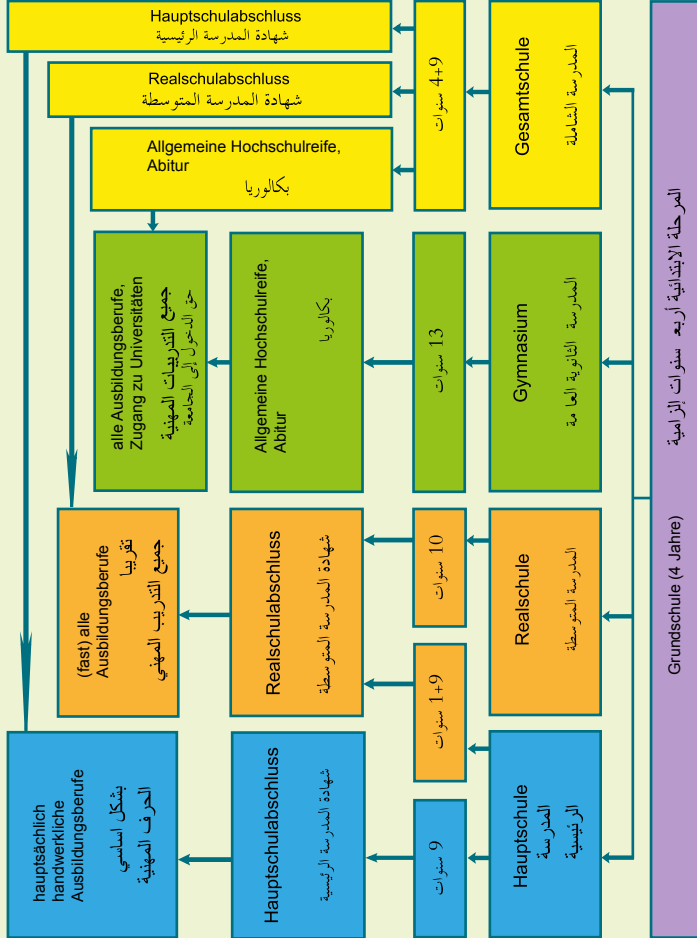 Hauptschulabschluss
شهادة المدرسة الرئيسية
Realschulabschluss
شهادة المدرسة المتوسطة
Allgemeine Hochschulreife,
Abitur
بكالوريا
4+9 سنوات
Gesamtschule
المدرسة الشاملة
alle Ausbildungsberufe,
Zugang zu Universitäten
جميع التدريبات المهنية
حق الدخول إلى الجامعة
Allgemeine Hochschulreife,
Abitur
بكالوريا
13 سنوات
Gymnasium
المدرسة الثانوية العامة
(fast) alle
Ausbildungsberufe
تقريبا
جميع التدريب المهني
Realschulabschluss
شهادة المدرسة المتوسطة
10 سنوات
1+9 سنوات
Realschule
المدرسة المتوسطة
hauptsächlich
handwerkliche
Ausbildungsberufe
بشكل اساسي
الحرف المهنية
Hauptschulabschluss
شهادة المدرسة الرئيسية
9 سنوات
Hauptschule
المدرسة
الرئيسية
Grundschule (4 Jahre)
المرحلة الابتدائية أربع سنوات إلزامية